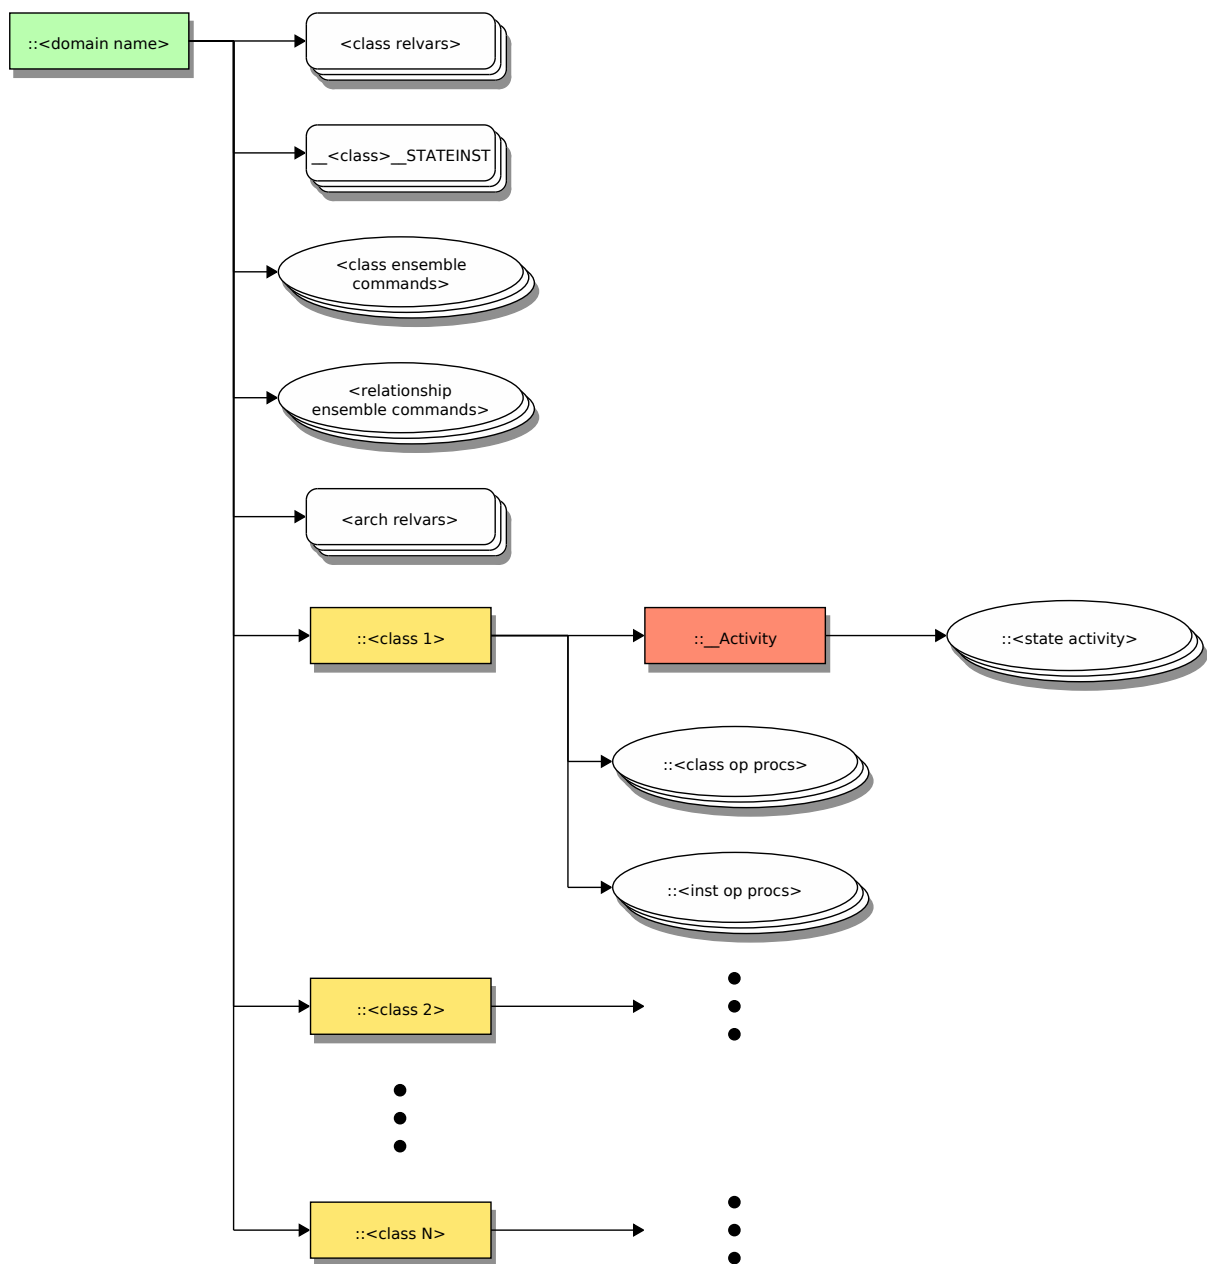 ::<domain name>
<class relvars>
__<class>__STATEINST
<class ensemble
commands>
<relationship
ensemble commands>
<arch relvars>
::<class 1>
::__Activity
::<state activity>
::<class op procs>
::<inst op procs>
::<class 2>
::<class N>